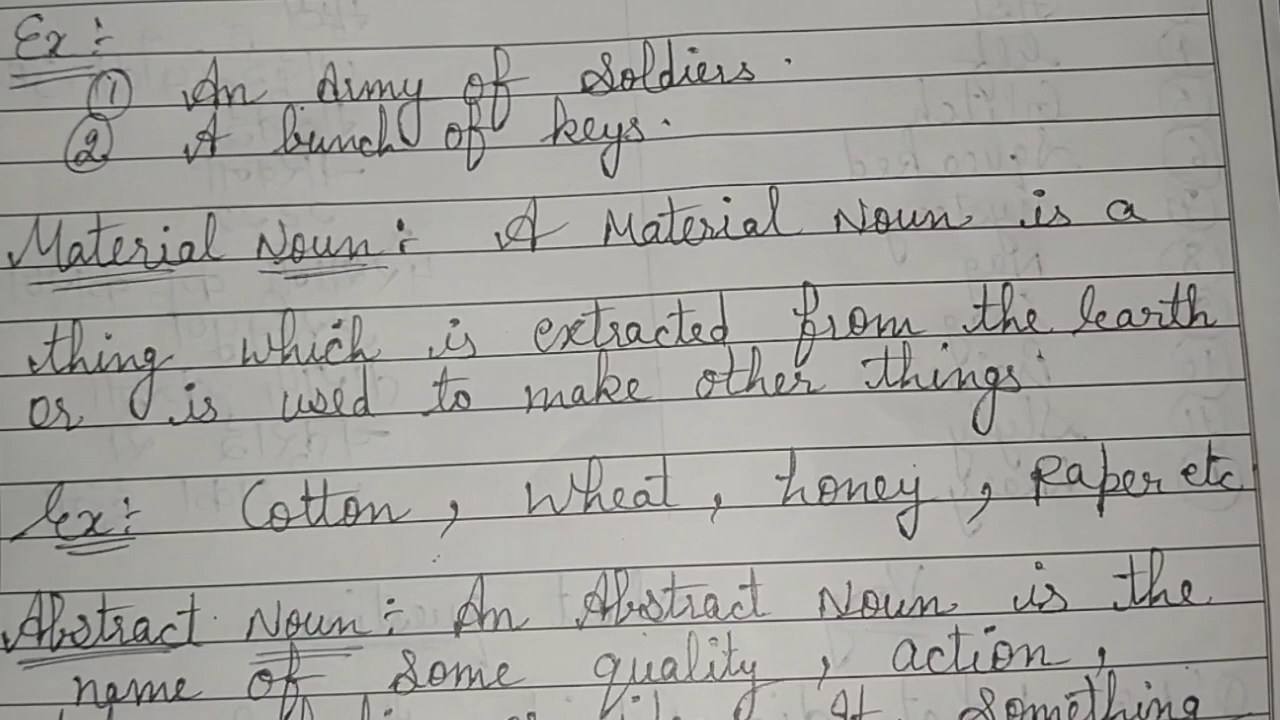 Ex :-
① An Army of Soldiers.
② A bunch of keys.
Material Noun :- A Material Noun is a
thing which is extracted from the earth
or is used to make other things.
Ex :- Cotton, Wheat, honey, Paper etc
Abstract Noun :- An Abstract Noun is the
name of some quality, action,
It something